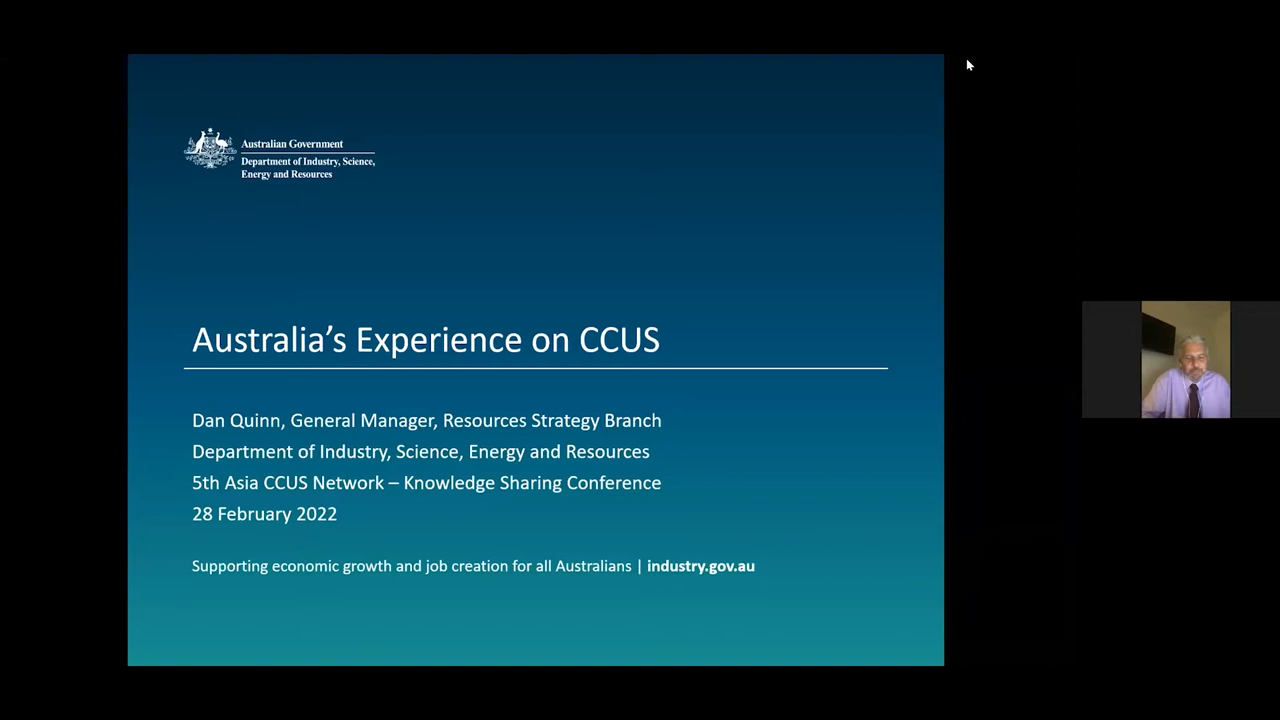 Australian Government
Department of Industry, Science,
Energy and Resources
Australia's Experience on CCUS
Dan Quinn, General Manager, Resources Strategy Branch
Department of Industry, Science, Energy and Resources
5th Asia CCUS Network – Knowledge Sharing Conference
28 February 2022
Supporting economic growth and job creation for all Australians | industry.gov.au